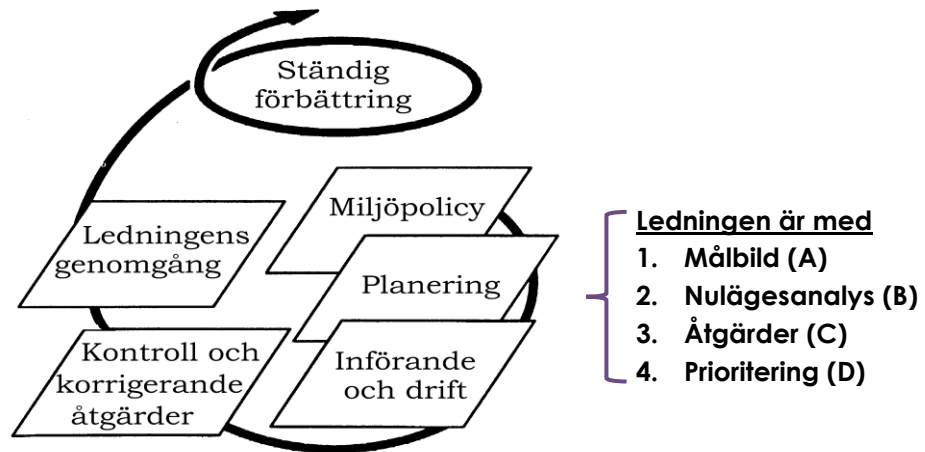 Ständig
förbättring
Miljöpolicy
Planering
Införande
och drift
Kontroll och
korrigerande
åtgärder
Ledningens
genomgång
Ledningen är med
1. Målbild (A)
2. Nulägesanalys (B)
3. Åtgärder (C)
4. Prioritering (D)